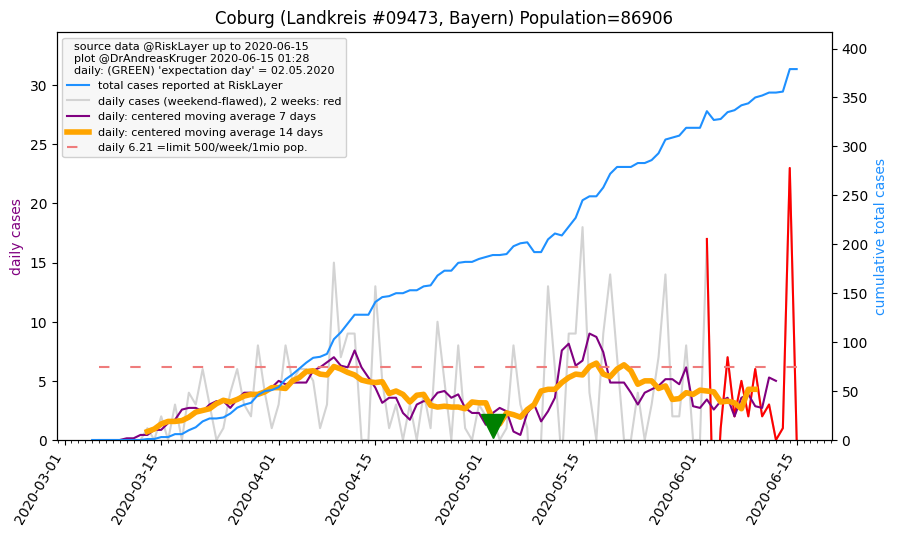 Coburg (Landkreis #09473, Bayern) Population=86906
source data @RiskLayer up to 2020-06-15
plot @DrAndreasKruger 2020-06-15 01:28
daily: (GREEN) 'expectation day' = 02.05.2020
total cases reported at RiskLayer
daily cases (weekend-flawed), 2 weeks: red
daily: centered moving average 7 days
daily: centered moving average 14 days
daily 6.21 =limit 500/week/1mio pop.
daily cases
30
25
20
15
10
5
0
400
350
300
250
200
150
100
50
0
cumulative total cases
2020-03-01
2020-03-15
2020-04-01
2020-04-15
2020-05-01
2020-05-15
2020-06-01
2020-06-15